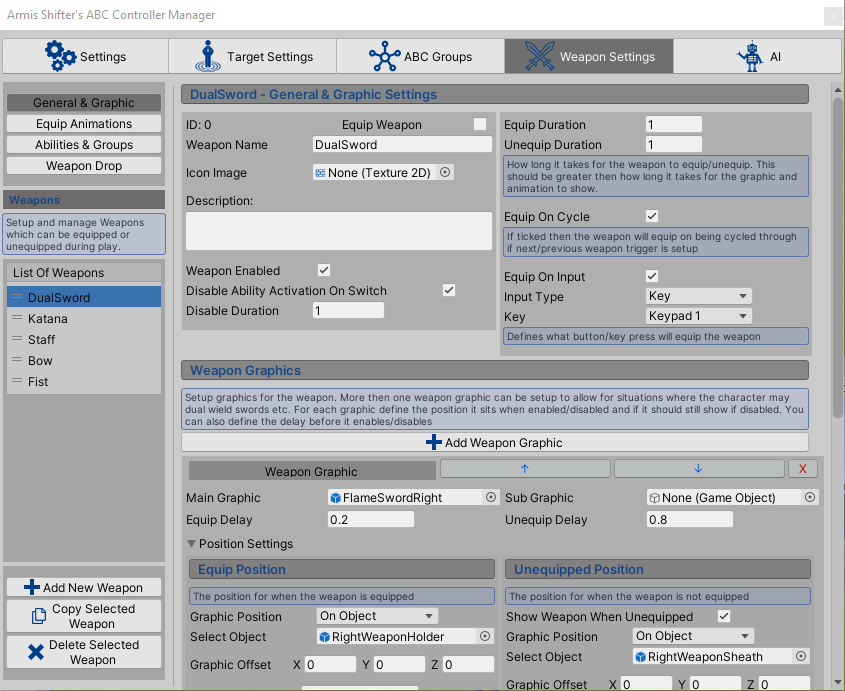 Armis Shifter's ABC Controller Manager
Settings
Target Settings
ABC Groups
Weapon Settings
AI
General & Graphic
Equip Animations
Abilities & Groups
Weapon Drop
Weapons
Setup and manage Weapons
which can be equipped or
unequipped during play.
List Of Weapons
DualSword
Katana
Staff
Bow
Fist
Add New Weapon
Copy Selected
Weapon
Delete Selected
Weapon
DualSword - General & Graphic Settings
ID: 0
Equip Weapon
Weapon Name
DualSword
Icon Image
None (Texture 2D)
Description:
Weapon Enabled
Disable Ability Activation On Switch
Disable Duration
1
Equip Duration
1
Unequip Duration
1
How long it takes for the weapon to equip/unequip. This
should be greater then how long it takes for the graphic and
animation to show.
Equip On Cycle
If ticked then the weapon will equip on being cycled through
if next/previous weapon trigger is setup
Equip On Input
Input Type
Key
Key
Keypad 1
Defines what button/key press will equip the weapon
Weapon Graphics
Setup graphics for the weapon. More then one weapon graphic can be setup to allow for situations where the character may
dual wield swords etc. For each graphic define the position it sits when enabled/disabled and if it should still show if disabled. You
can also define the delay before it enables/disables
Add Weapon Graphic
Weapon Graphic
↑
↓
X
Main Graphic
FlameSwordRight
Sub Graphic
None (Game Object)
Equip Delay
0.2
Unequip Delay
0.8
Position Settings
Equip Position
The position for when the weapon is equipped
Graphic Position
On Object
Select Object
RightWeaponHolder
Graphic Offset
X 0 Y 0 Z 0
Unequipped Position
The position for when the weapon is not equipped
Show Weapon When Unequipped
Graphic Position
On Object
Select Object
RightWeaponSheath
Graphic Offset
X 0 Y 0 Z 0